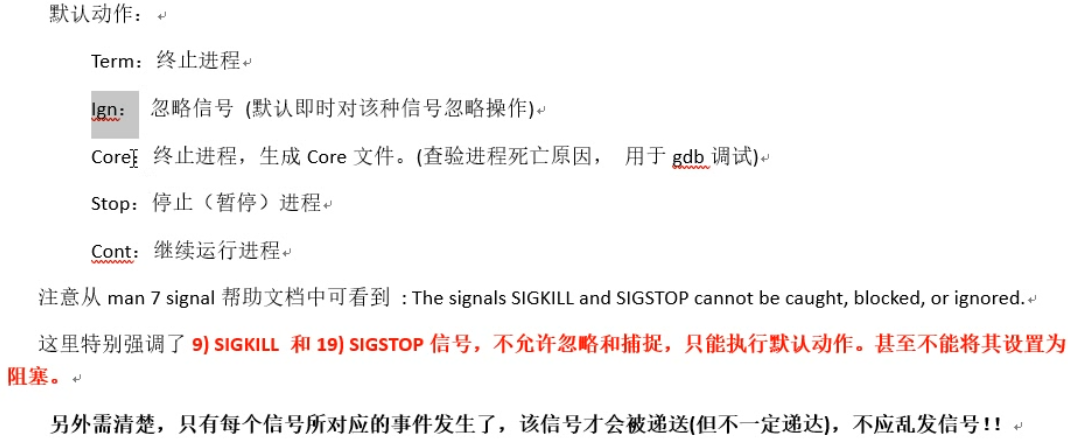 默认动作：
Term：终止进程
Ign： 忽略信号 (默认即时对该种信号忽略操作)
Core：终止进程，生成 Core 文件。(查验进程死亡原因， 用于 gdb 调试)
Stop：停止（暂停）进程
Cont：继续运行进程
注意从 man 7 signal 帮助文档中可看到 : The signals SIGKILL and SIGSTOP cannot be caught, blocked, or ignored.
这里特别强调了 9) SIGKILL 和 19) SIGSTOP 信号，不允许忽略和捕捉，只能执行默认动作。甚至不能将其设置为
阻塞。
另外需清楚，只有每个信号所对应的事件发生了，该信号才会被递送(但不一定递达)，不应乱发信号!!